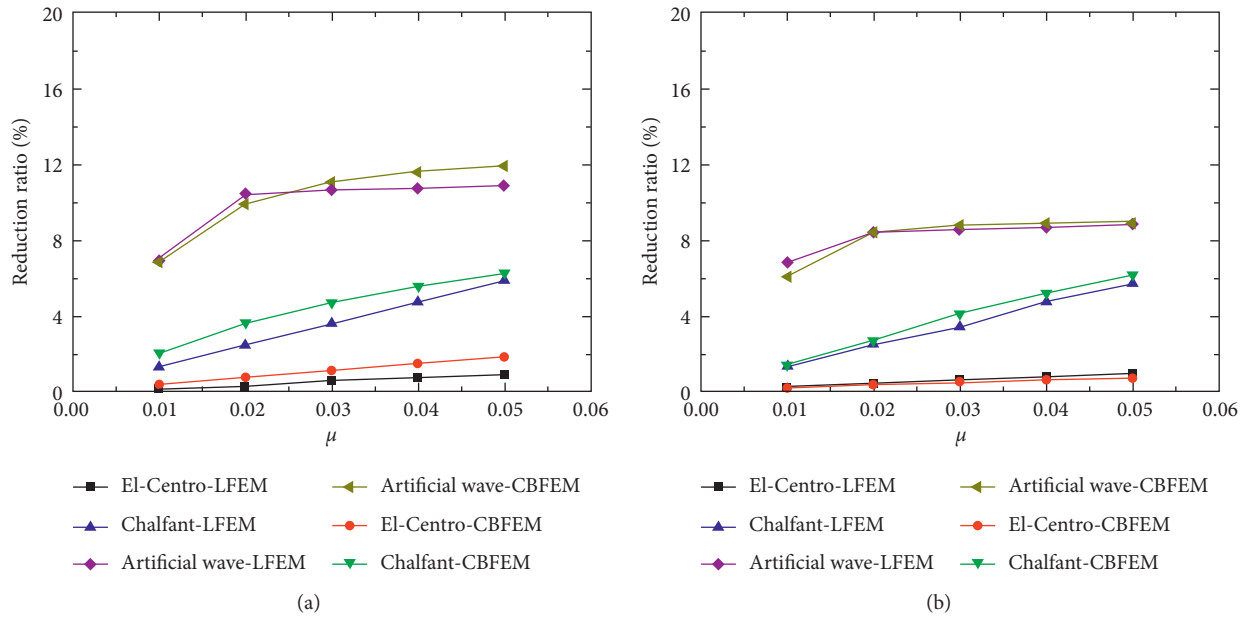 20
16
12
8
4
0
Reduction ratio (%)
0.00 0.01 0.02 0.03 0.04 0.05 0.06
μ
El-Centro-LFEM
Chalfant-LFEM
Artificial wave-LFEM
Artificial wave-CBFEM
El-Centro-CBFEM
Chalfant-CBFEM
(a)
20
16
12
8
4
0
Reduction ratio (%)
0.00 0.01 0.02 0.03 0.04 0.05 0.06
μ
El-Centro-LFEM
Chalfant-LFEM
Artificial wave-LFEM
Artificial wave-CBFEM
El-Centro-CBFEM
Chalfant-CBFEM
(b)